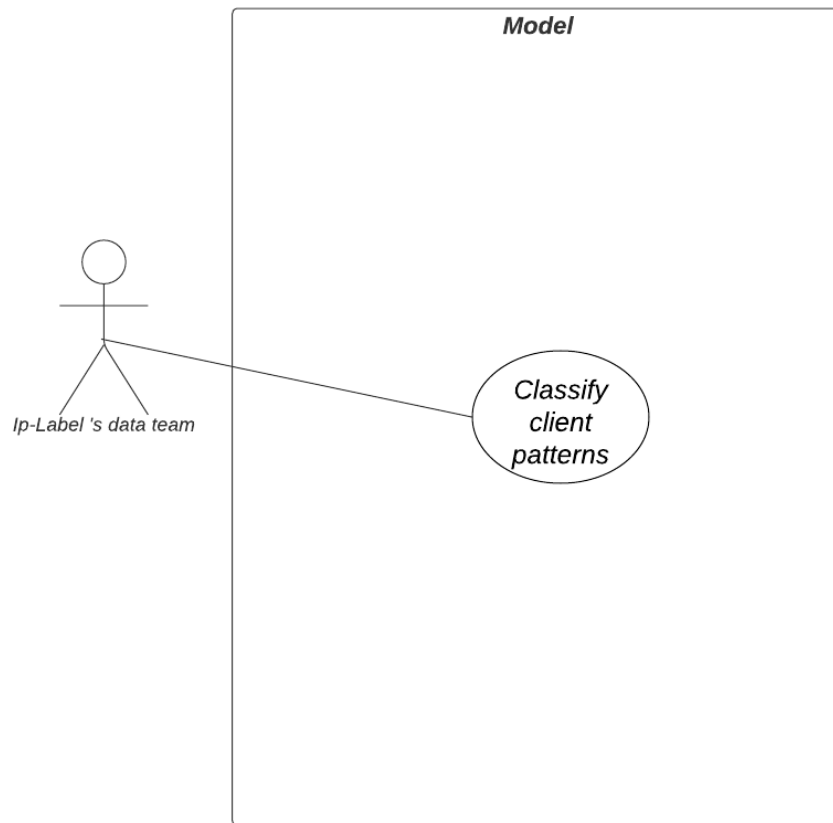 Model
Classify
client
patterns
Ip-Label 's data team